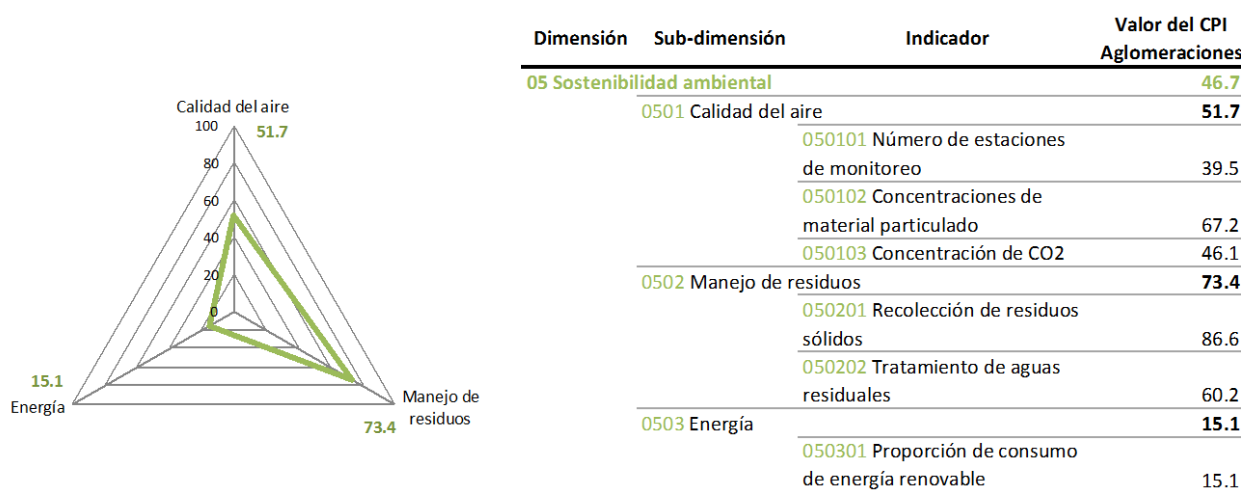 Calidad del aire
100
51.7
80
60
40
20
0
15.1
Energía
Manejo de
residuos
73.4
Dimensión Sub-dimensión Indicador Valor del CPI
Aglomeraciones
05 Sostenibilidad ambiental 46.7
0501 Calidad del aire 51.7
050101 Número de estaciones
de monitoreo 39.5
050102 Concentraciones de
material particulado 67.2
050103 Concentración de CO2 46.1
0502 Manejo de residuos 73.4
050201 Recolección de residuos
sólidos 86.6
050202 Tratamiento de aguas
residuales 60.2
0503 Energía 15.1
050301 Proporción de consumo
de energía renovable 15.1